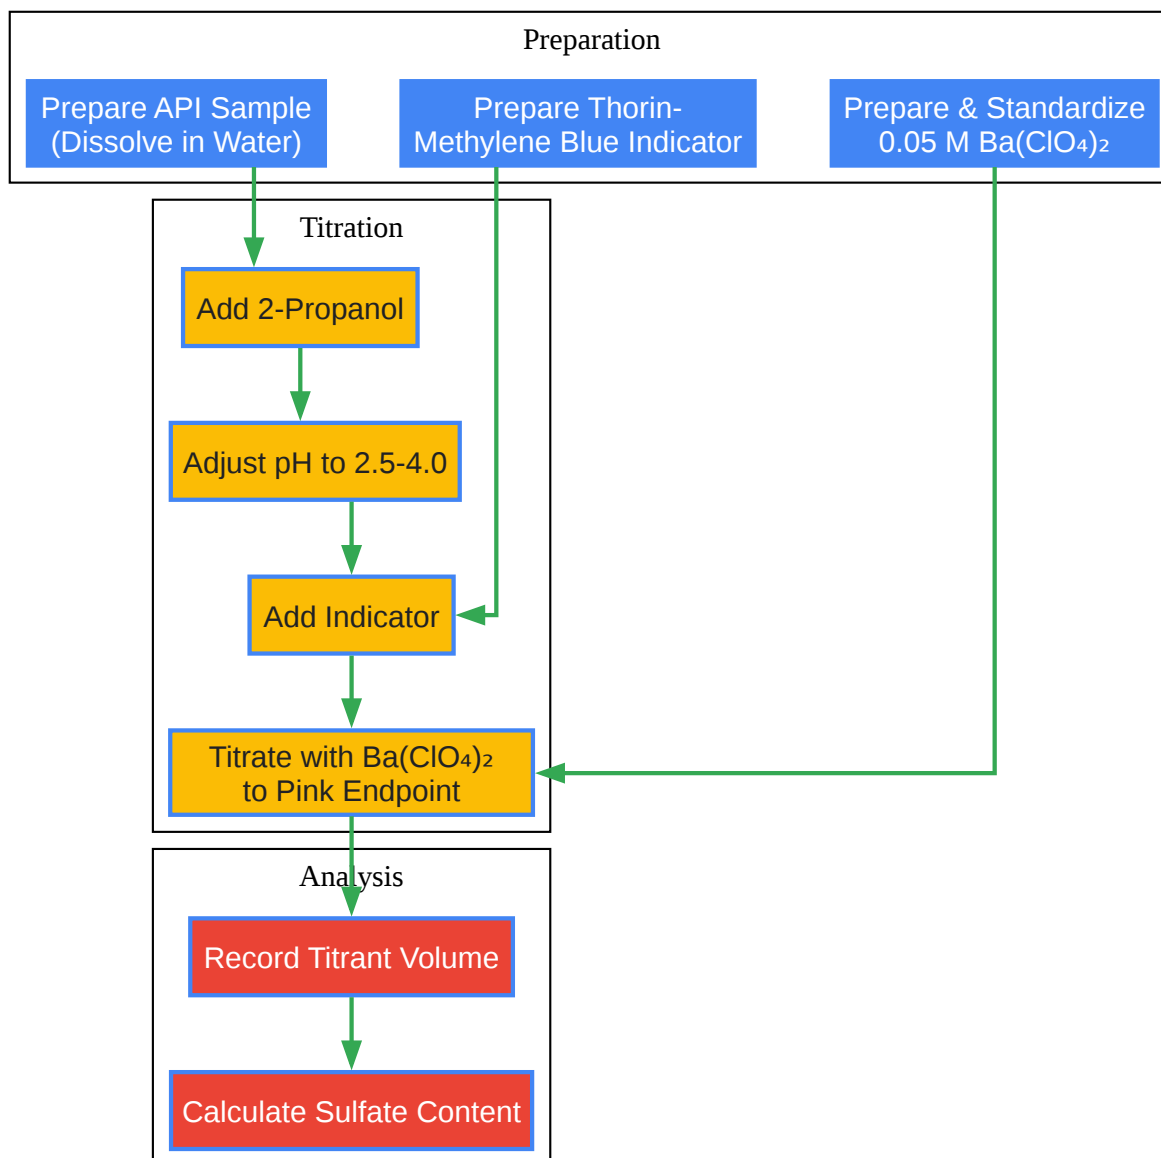 Preparation
Prepare API Sample
(Dissolve in Water)
Prepare Thorin-
Methylene Blue Indicator
Prepare & Standardize
0.05 M Ba(ClO₄)₂
Titration
Add 2-Propanol
Adjust pH to 2.5-4.0
Add Indicator
Titrate with Ba(ClO₄)₂
to Pink Endpoint
Analysis
Record Titrant Volume
Calculate Sulfate Content